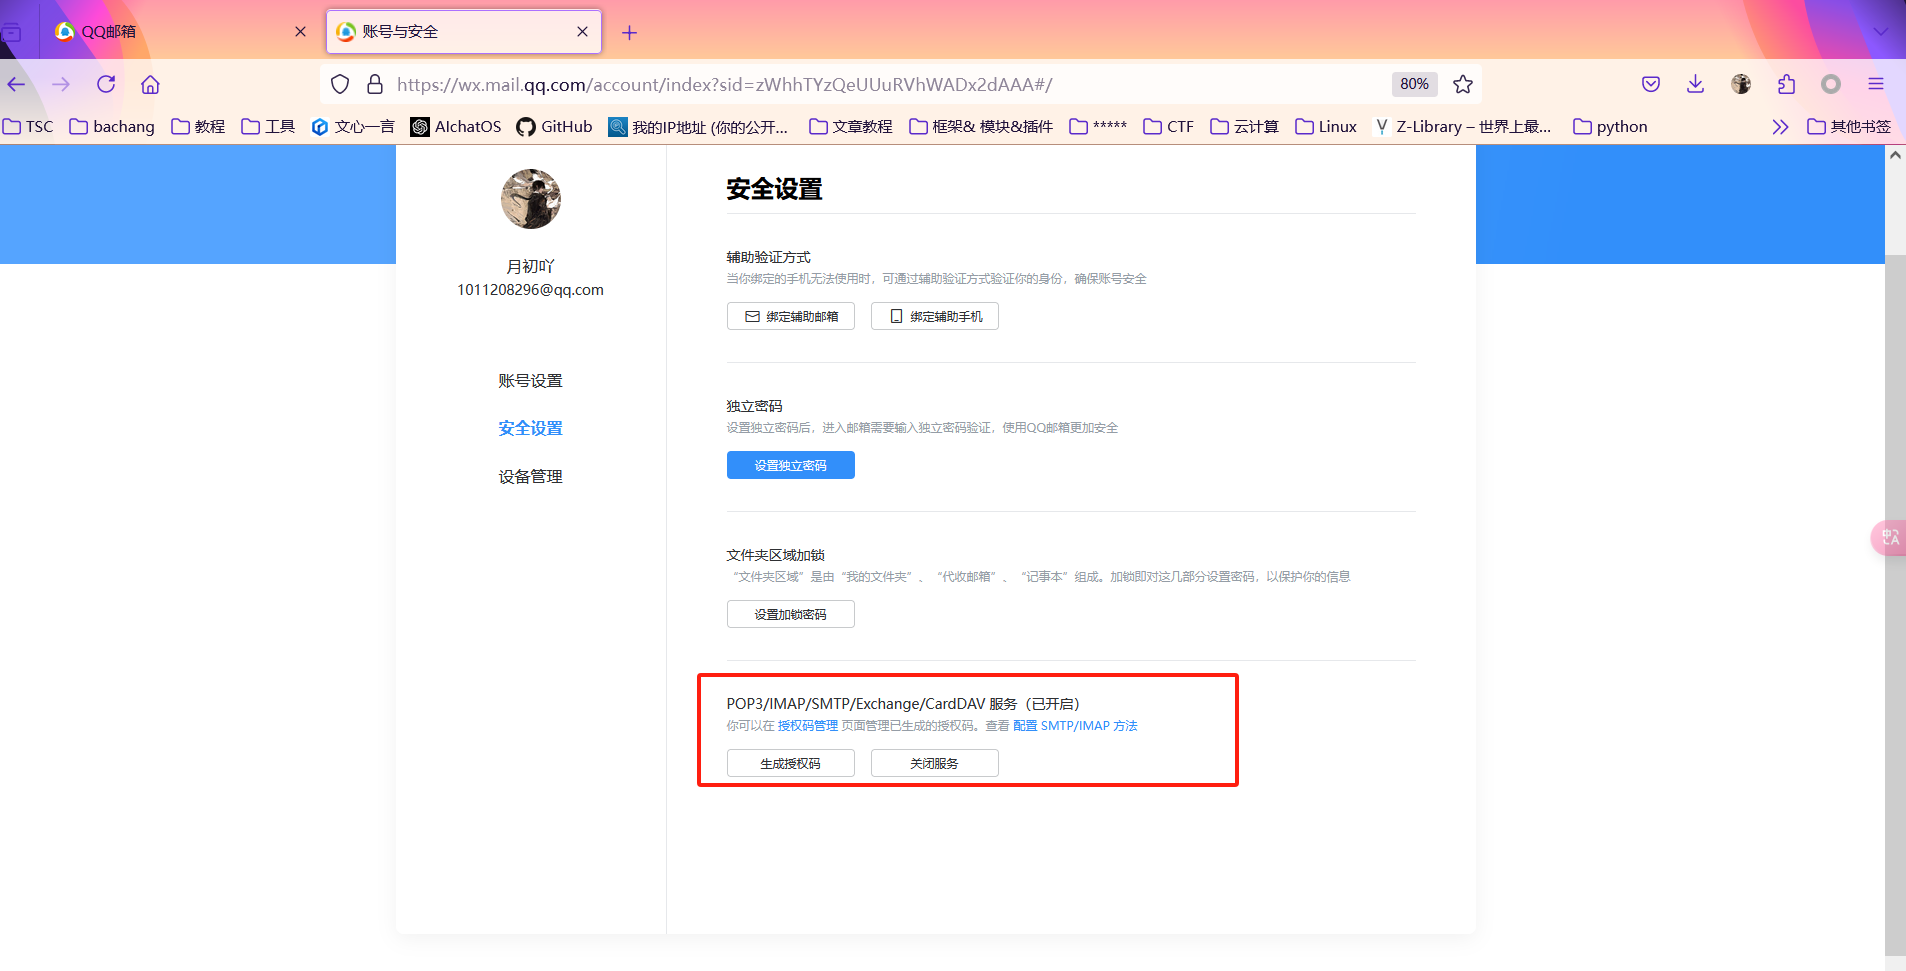 QQ邮箱
账号与安全
https://wx.mail.qq.com/account/index?sid=zWhhTYzQeUUuRVhWADx2dAAA#/
80%
TSC bachang 教程 工具 文心一言 AIchatOS GitHub 我的IP地址 (你的公开... 文章教程 框架& 模块&插件 ***** CTF 云计算 Linux Z-Library – 世界上最... python 其他书签
月初吖
1011208296@qq.com
账号设置
安全设置
设备管理
安全设置
辅助验证方式
当你绑定的手机无法使用时，可通过辅助验证方式验证你的身份，确保账号安全
绑定辅助邮箱 绑定辅助手机
独立密码
设置独立密码后，进入邮箱需要输入独立密码验证，使用QQ邮箱更加安全
设置独立密码
文件夹区域加锁
“文件夹区域”是由“我的文件夹”、“代收邮箱”、“记事本”组成。加锁即对这几部分设置密码，以保护你的信息
设置加锁密码
POP3/IMAP/SMTP/Exchange/CardDAV 服务（已开启）
你可以在 授权码管理 页面管理已生成的授权码。查看 配置 SMTP/IMAP 方法
生成授权码 关闭服务